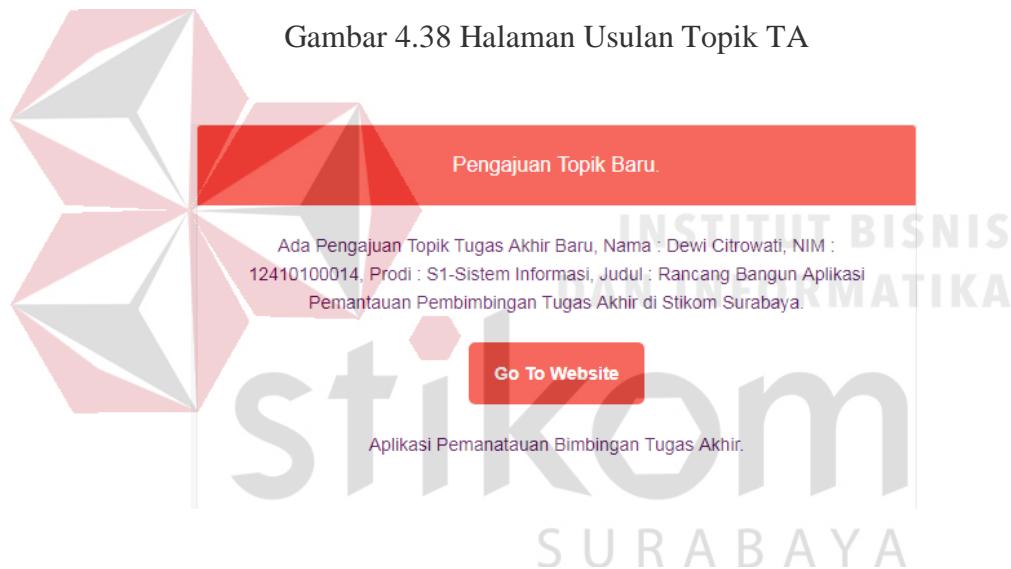 Gambar 4.38 Halaman Usulan Topik TA
Pengajuan Topik Baru.
INSTITUT BISNIS
DAN INFORMATIKA
Ada Pengajuan Topik Tugas Akhir Baru, Nama : Dewi Citrowati, NIM :
12410100014, Prodi : S1-Sistem Informasi, Judul : Rancang Bangun Aplikasi
Pemantauan Pembimbingan Tugas Akhir di Stikom Surabaya.
Go To Website
stikom
Aplikasi Pemanatauan Bimbingan Tugas Akhir.
SURABAYA